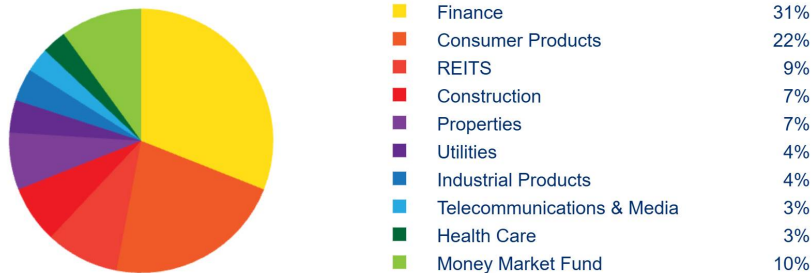 Finance 31%
Consumer Products 22%
REITS 9%
Construction 7%
Properties 7%
Utilities 4%
Industrial Products 4%
Telecommunications & Media 3%
Health Care 3%
Money Market Fund 10%